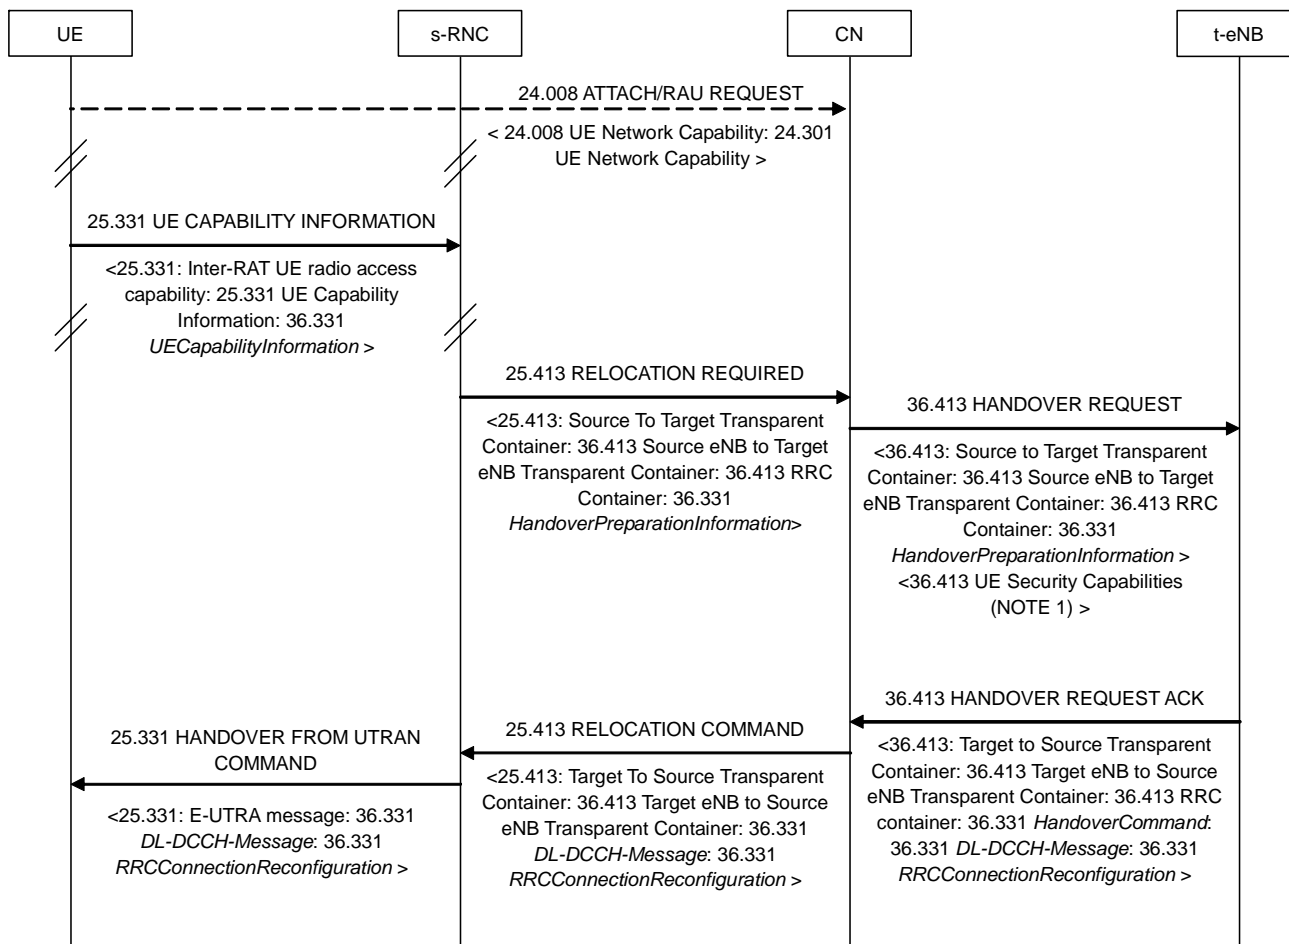 UE
s-RNC
CN
t-eNB
24.008 ATTACH/RAU REQUEST
< 24.008 UE Network Capability: 24.301
UE Network Capability >
25.331 UE CAPABILITY INFORMATION
<25.331: Inter-RAT UE radio access
capability: 25.331 UE Capability
Information: 36.331
UECapabilityInformation >
25.413 RELOCATION REQUIRED
<25.413: Source To Target Transparent
Container: 36.413 Source eNB to Target
eNB Transparent Container: 36.413 RRC
Container: 36.331
HandoverPreparationInformation>
36.413 HANDOVER REQUEST
<36.413: Source to Target Transparent
Container: 36.413 Source eNB to Target
eNB Transparent Container: 36.413 RRC
Container: 36.331
HandoverPreparationInformation >
<36.413 UE Security Capabilities
(NOTE 1) >
36.413 HANDOVER REQUEST ACK
<36.413: Target to Source Transparent
Container: 36.413 Target eNB to Source
eNB Transparent Container: 36.413 RRC
container: 36.331 HandoverCommand:
36.331 DL-DCCH-Message: 36.331
RRCConnectionReconfiguration >
25.413 RELOCATION COMMAND
<25.413: Target To Source Transparent
Container: 36.413 Target eNB to Source
eNB Transparent Container: 36.331
DL-DCCH-Message: 36.331
RRCConnectionReconfiguration >
25.331 HANDOVER FROM UTRAN
COMMAND
<25.331: E-UTRA message: 36.331
DL-DCCH-Message: 36.331
RRCConnectionReconfiguration >